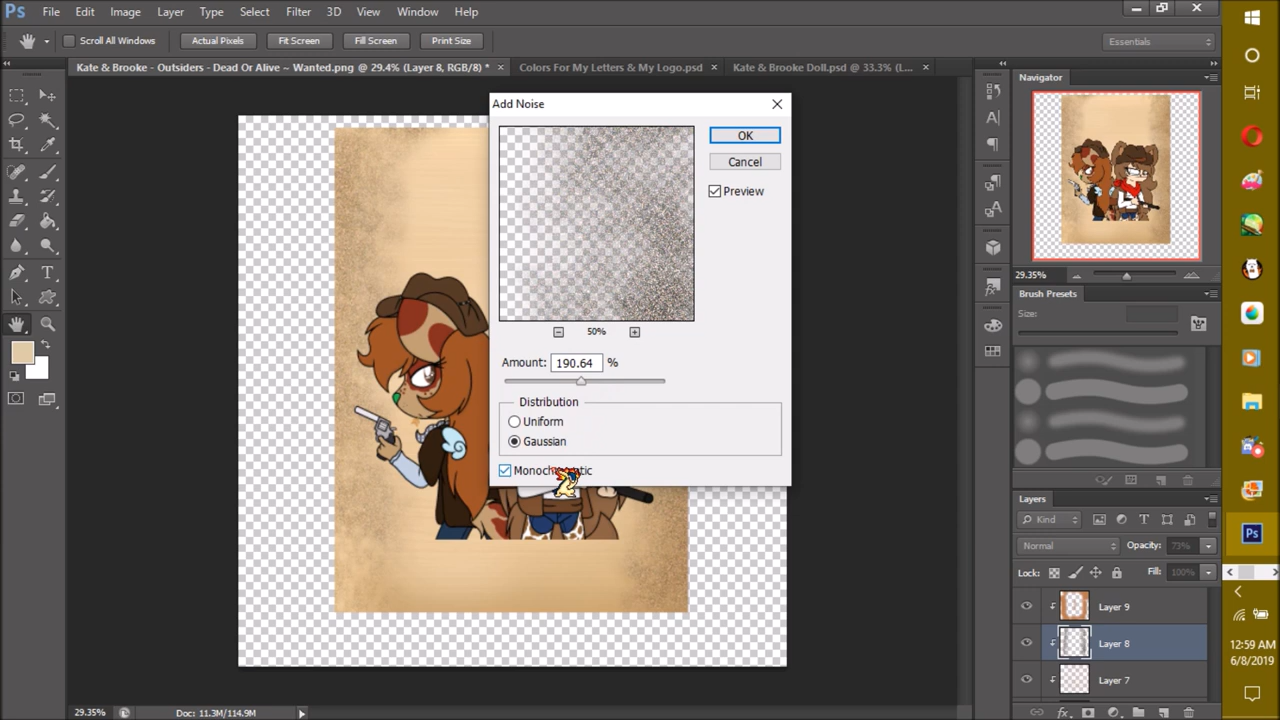 Ps File Edit Image Layer Type Select Filter 3D View Window Help
Scroll All Windows Actual Pixels Fit Screen Fill Screen Print Size Essentials
Kate & Brooke - Outsiders - Dead Or Alive ~ Wanted.png @ 29.4% (Layer 8, RGB/8) * × Colors For My Letters & My Logo.psd × Kate & Brooke Doll.psd @ 33.3% (L... ×
Add Noise
OK
Cancel
Preview
50%
Amount: 190.64 %
Distribution
Uniform
Gaussian
Navigator
29.35%
Brush Presets
Size:
Layers
Kind
Normal Opacity: 73%
Lock: Fill: 100%
Layer 9
Layer 8
Layer 7
29.35% Doc: 11.3M/114.9M
Ps
12:59 AM
6/8/2019